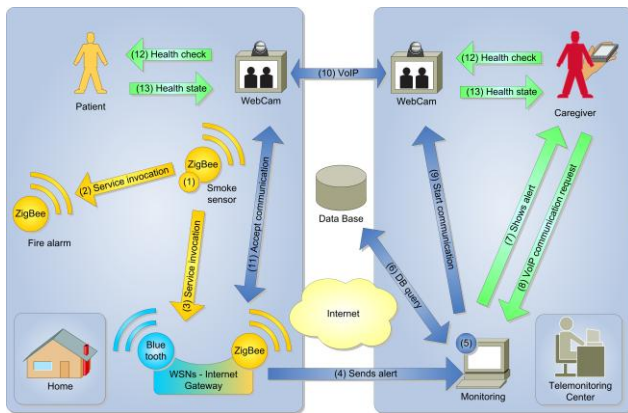 (12) Health check
(13) Health state
Patient
WebCam
(10) VoIP
WebCam
(12) Health check
(13) Health state
Caregiver
(2) Service invocation
ZigBee
(1)
Smoke
sensor
ZigBee
Fire alarm
(3) Service invocation
(11) Accept communication
Data Base
(9) Start communication
(7) Shows alert
(8) VoIP communication request
(6) DB query
Internet
Home
Blue
tooth
ZigBee
WSNs - Internet
Gateway
(4) Sends alert
(5)
Monitoring
Telemonitoring
Center